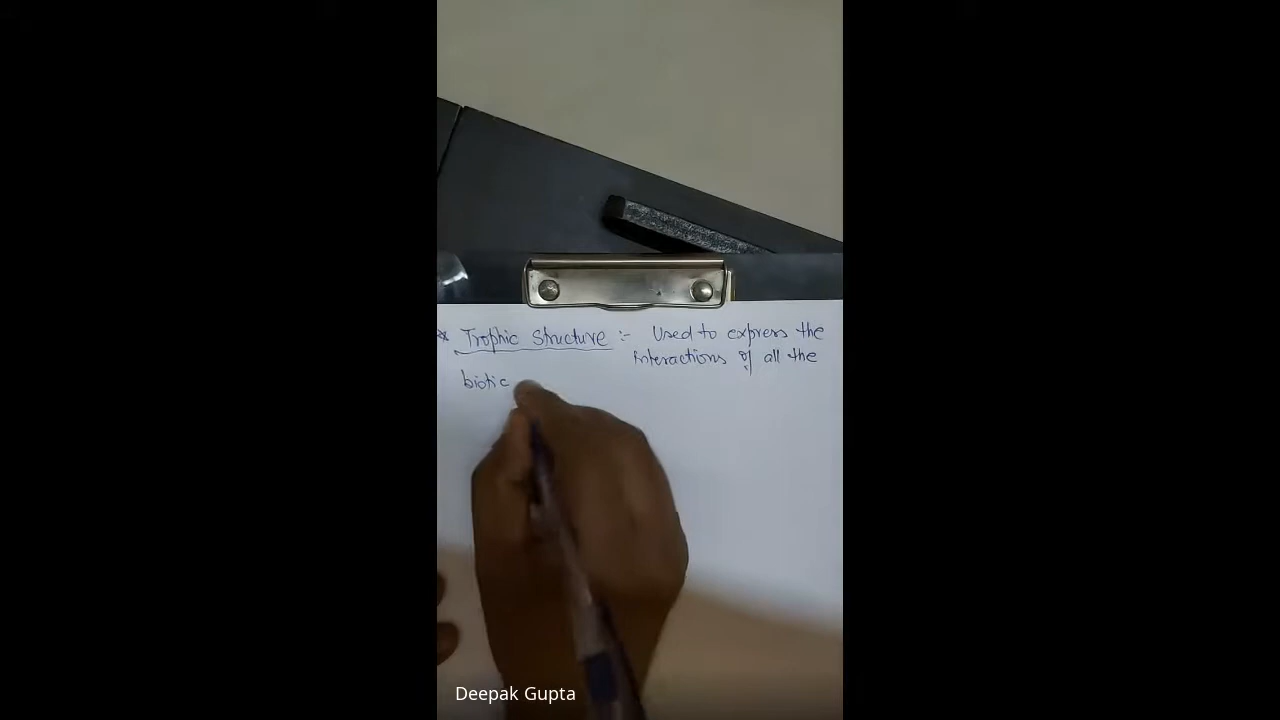 * Trophic Structure :- Used to express the
interactions of all the
biotic
Deepak Gupta